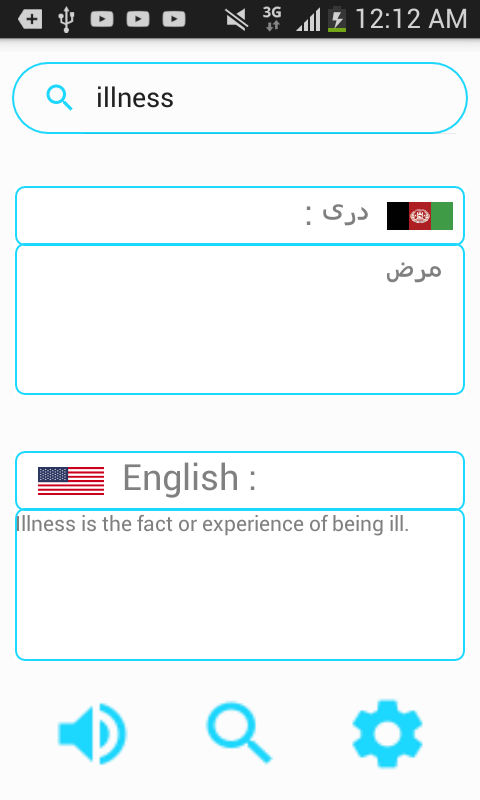 3G 12:12 AM
illness
دری :
مرض
English :
Illness is the fact or experience of being ill.